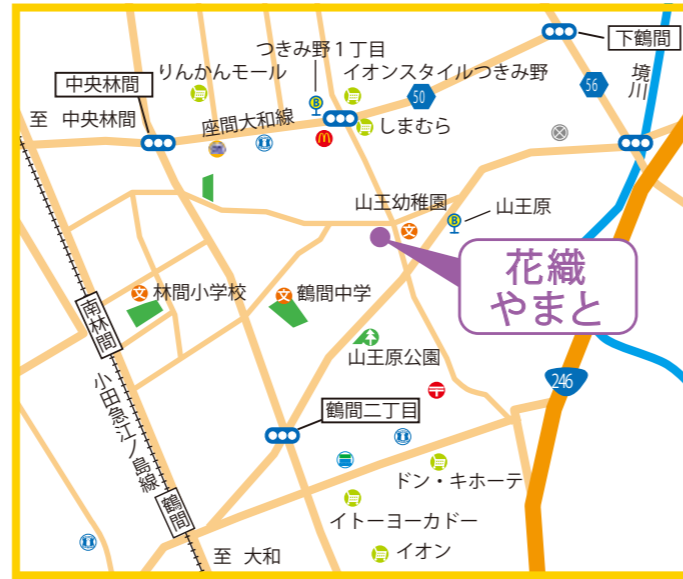 下鶴間
つきみ野1丁目
りんかんモール
イオンスタイルつきみ野
境川
中央林間
56
50
至 中央林間
座間大和線
B
しまむら
山王幼稚園
B
山王原
文
花織
やまと
文
林間小学校
文
鶴間中学
南林間
山王原公園
246
小田急江ノ島線
鶴間二丁目
ドン・キホーテ
鶴間
イトーヨーカドー
至 大和
イオン